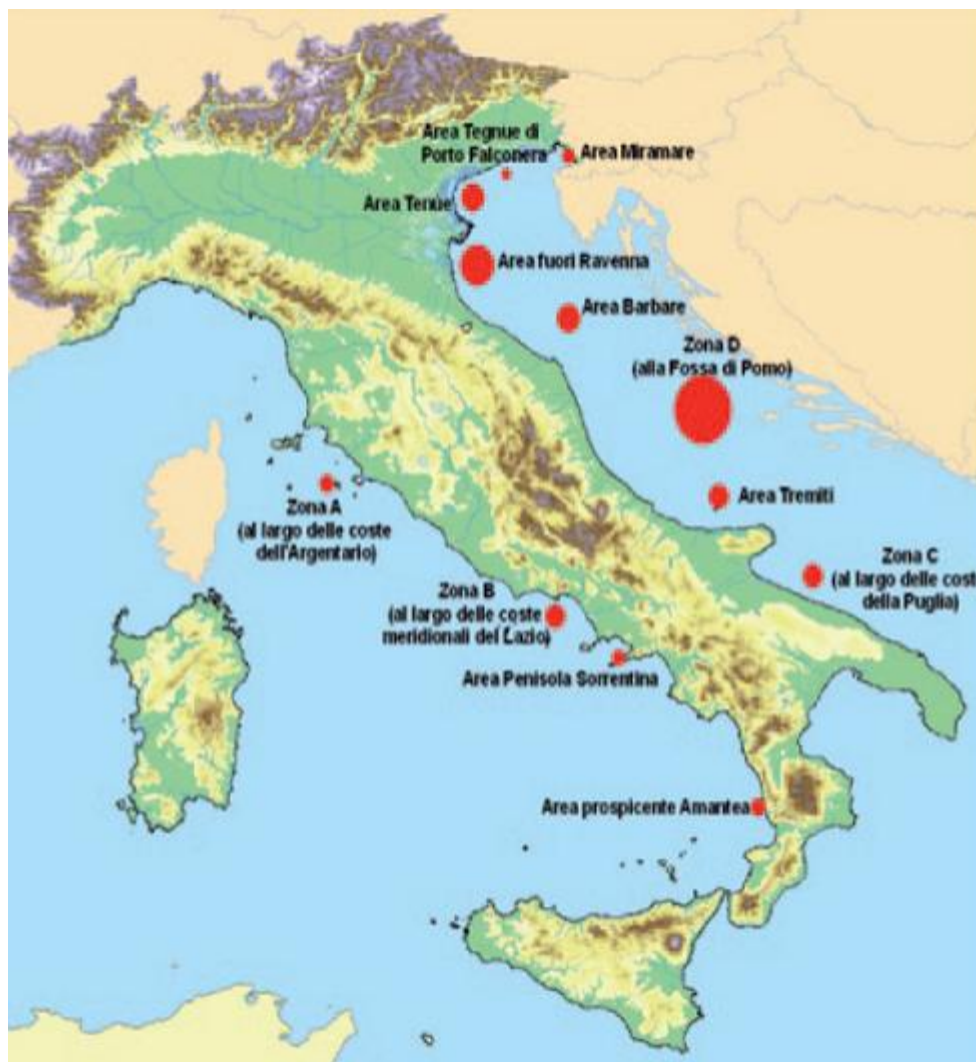 Area Tegnue di
Porto Falconera
Area Miramare
Area Tenùe
Area fuori Ravenna
Area Barbare
Zona D
(alla Fossa di Pomo)
Zona A
(al largo delle coste
dell'Argentario)
Area Tremiti
Zona C
(al largo delle cost
della Puglia)
Zona B
(al largo delle coste
meridionali del Lazio)
Area Penisola Sorrentina
Area prospicente Amantea